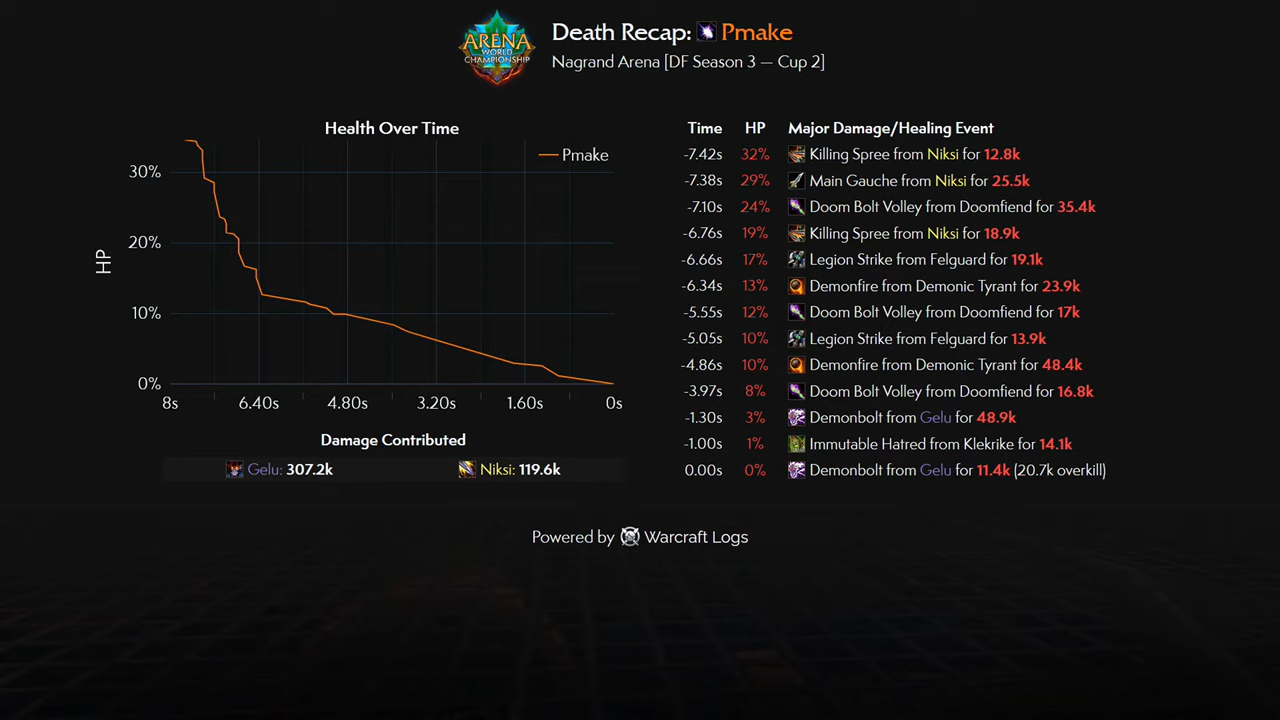 ARENA
WORLD
CHAMPIONSHIP
Death Recap: Pmake
Nagrand Arena [DF Season 3 — Cup 2]
Health Over Time
Pmake
HP
30%
20%
10%
0%
8s 6.40s 4.80s 3.20s 1.60s 0s
Damage Contributed
Gelu: 307.2k Niksi: 119.6k
Time HP Major Damage/Healing Event
-7.42s 32% Killing Spree from Niksi for 12.8k
-7.38s 29% Main Gauche from Niksi for 25.5k
-7.10s 24% Doom Bolt Volley from Doomfiend for 35.4k
-6.76s 19% Killing Spree from Niksi for 18.9k
-6.66s 17% Legion Strike from Felguard for 19.1k
-6.34s 13% Demonfire from Demonic Tyrant for 23.9k
-5.55s 12% Doom Bolt Volley from Doomfiend for 17k
-5.05s 10% Legion Strike from Felguard for 13.9k
-4.86s 10% Demonfire from Demonic Tyrant for 48.4k
-3.97s 8% Doom Bolt Volley from Doomfiend for 16.8k
-1.30s 3% Demonbolt from Gelu for 48.9k
-1.00s 1% Immutable Hatred from Klekrike for 14.1k
0.00s 0% Demonbolt from Gelu for 11.4k (20.7k overkill)
Powered by Warcraft Logs